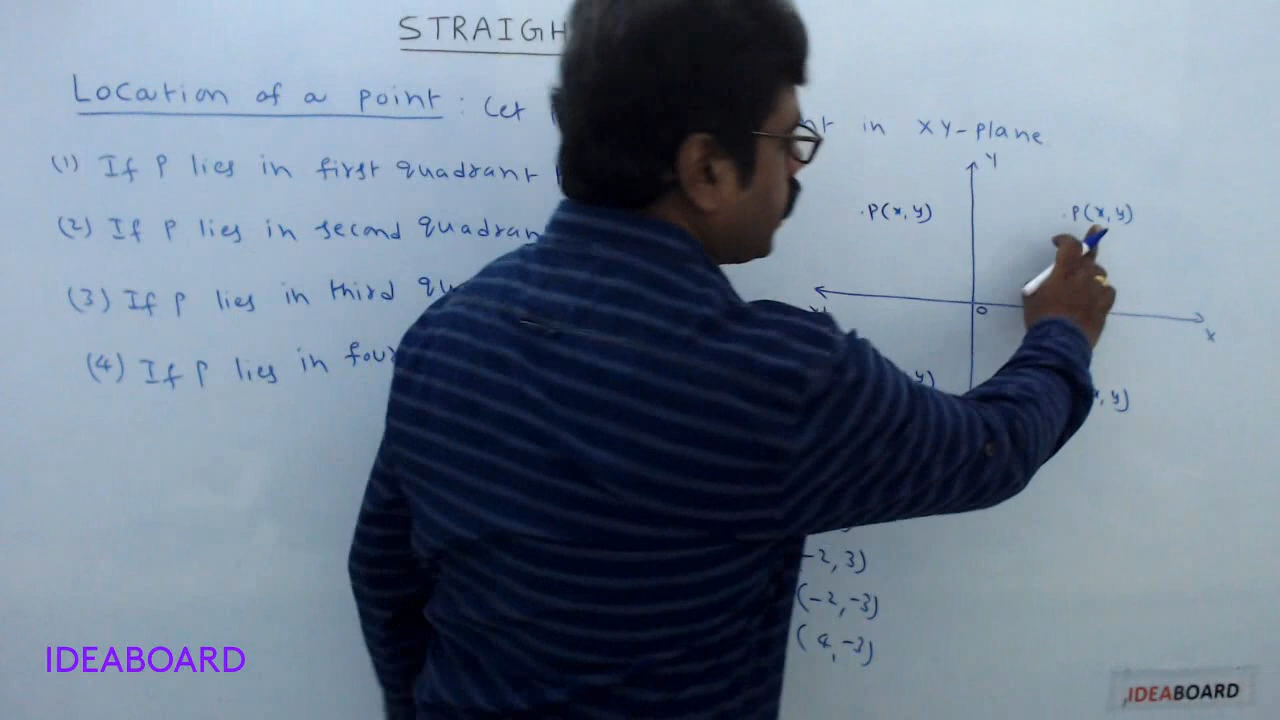 STRAIGH
Location of a point : Let
in XY-plane
(1) If P lies in first quadrant
(2) If P lies in second quadran
(3) If P lies in third qu
(4) If P lies in four
Y
.P(x, y)
.P(x, y)
O
X
y)
x, y)
-2, 3)
(-2, -3)
(4, -3)
IDEABOARD
IDEABOARD